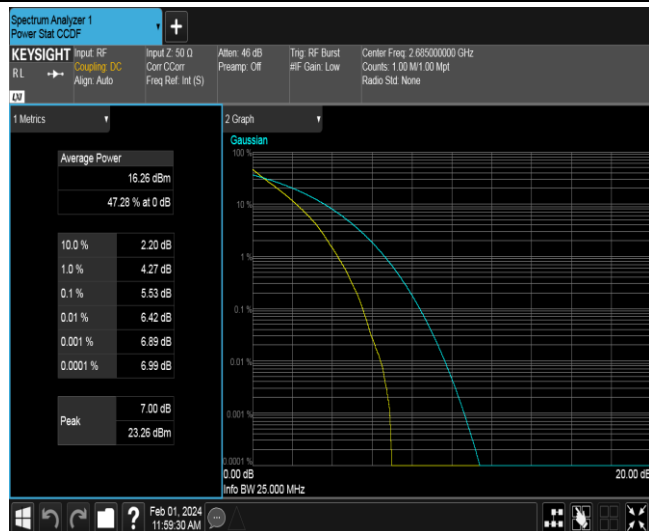 Spectrum Analyzer 1
Power Stat CCDF
+
KEYSIGHT
RL
Input: RF
Coupling: DC
Align: Auto
Input Z: 50 Ω
Corr CCorr
Freq Ref: Int (S)
Atten: 46 dB
Preamp: Off
Trig: RF Burst
#IF Gain: Low
Center Freq: 2.685000000 GHz
Counts: 1.00 M/1.00 Mpt
Radio Std: None
LXI
1 Metrics
Average Power
16.26 dBm
47.28 % at 0 dB
10.0 % 2.20 dB
1.0 % 4.27 dB
0.1 % 5.53 dB
0.01 % 6.42 dB
0.001 % 6.89 dB
0.0001 % 6.99 dB
Peak
7.00 dB
23.26 dBm
2 Graph
Gaussian
100 %
10 %
1 %
0.1 %
0.01 %
0.001 %
0.0001 %
0.00 dB 20.00 dB
Info BW 25.000 MHz
?
Feb 01, 2024
11:59:30 AM